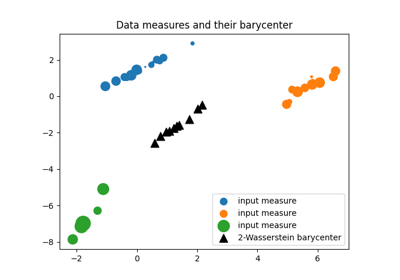 Data measures and their barycenter
2
0
−2
−4
−6
−8
−2
0
2
4
6
input measure
input measure
input measure
2-Wasserstein barycenter